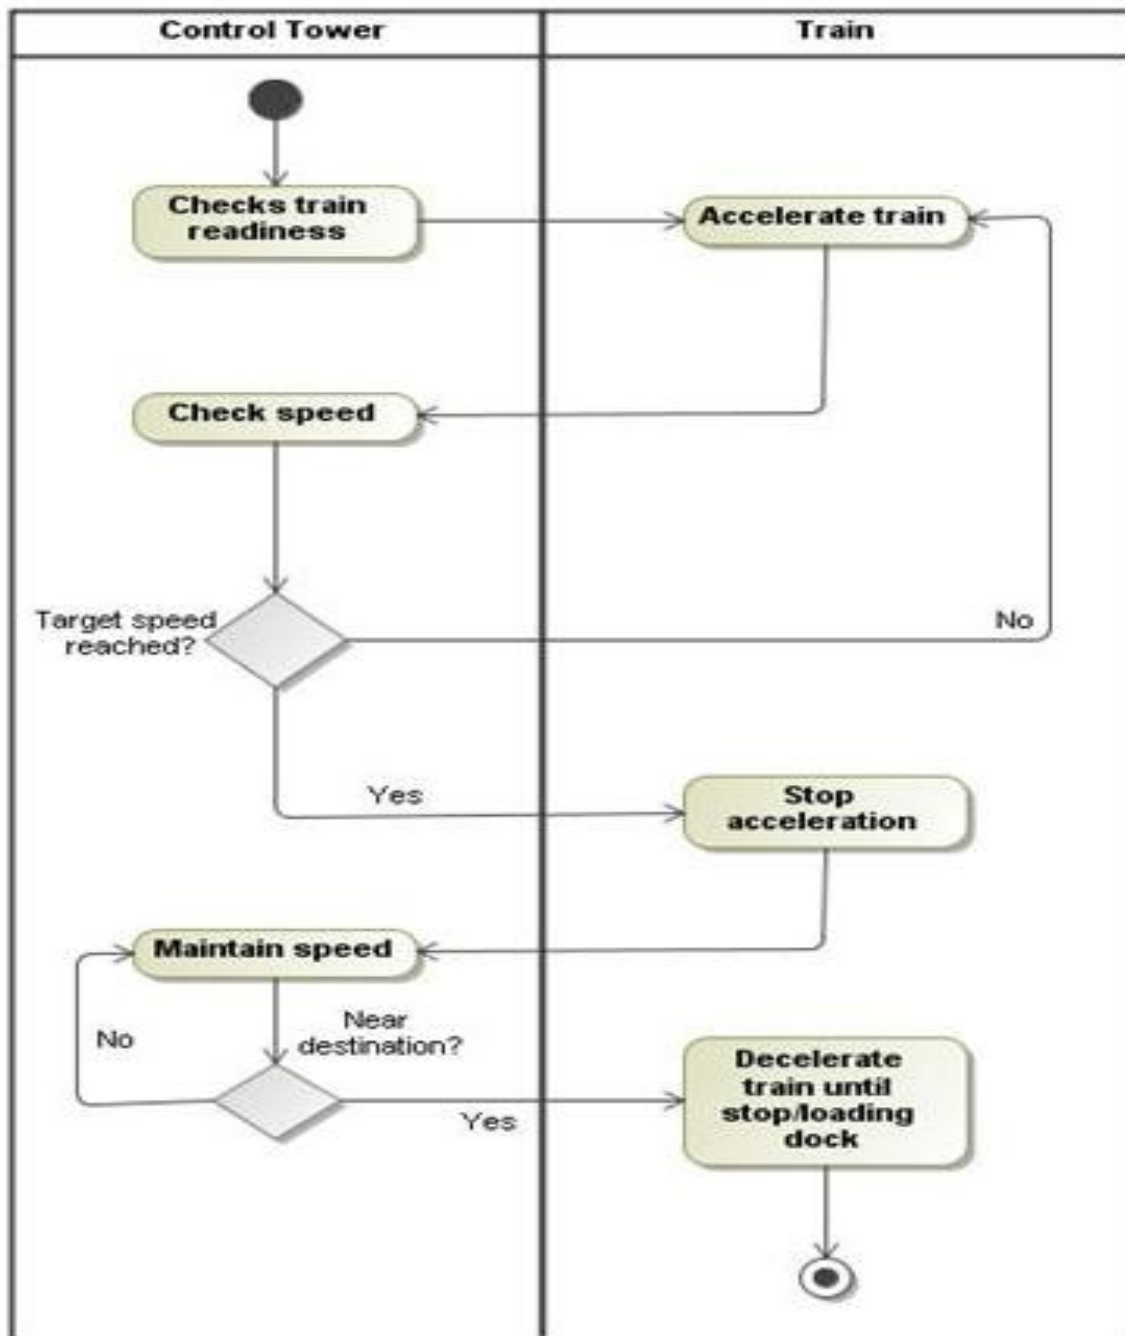 Control Tower
Train
Checks train
readiness
Accelerate train
Check speed
Target speed
reached?
No
Yes
Stop
acceleration
Maintain speed
No
Near
destination?
Yes
Decelerate
train until
stop/loading
dock